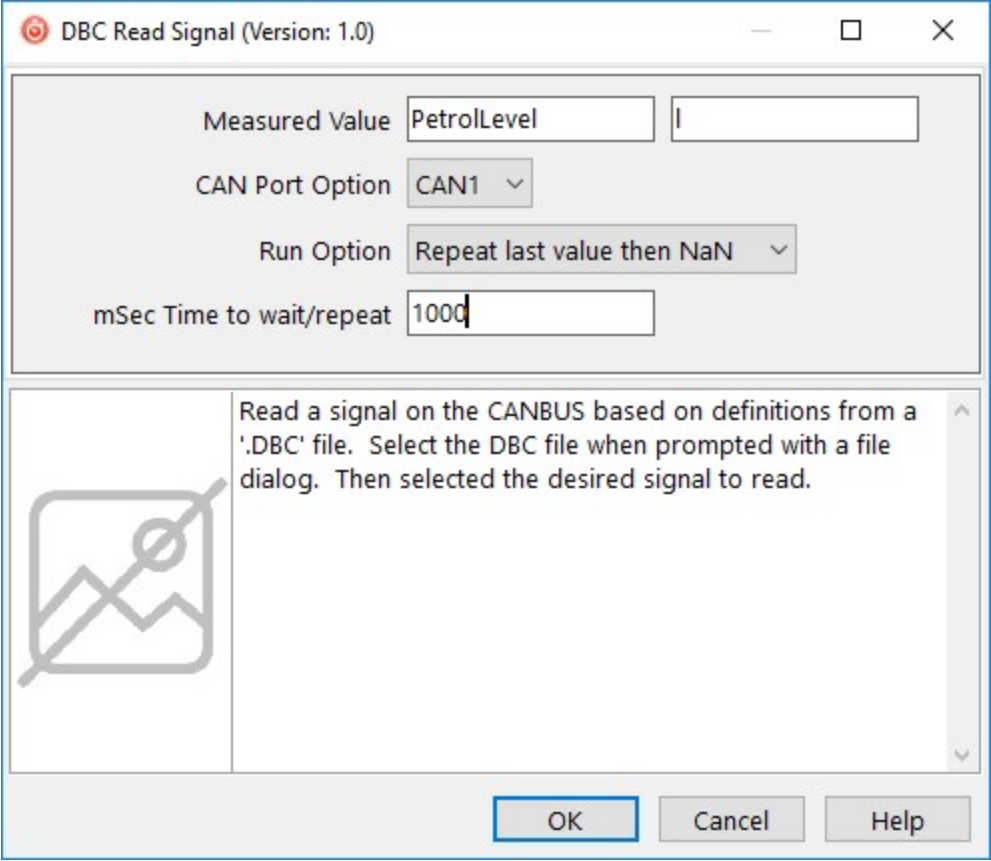 DBC Read Signal (Version: 1.0)
Measured Value PetrolLevel l
CAN Port Option CAN1
Run Option Repeat last value then NaN
mSec Time to wait/repeat 1000
Read a signal on the CANBUS based on definitions from a
'.DBC' file.  Select the DBC file when prompted with a file
dialog.  Then selected the desired signal to read.
OK Cancel Help